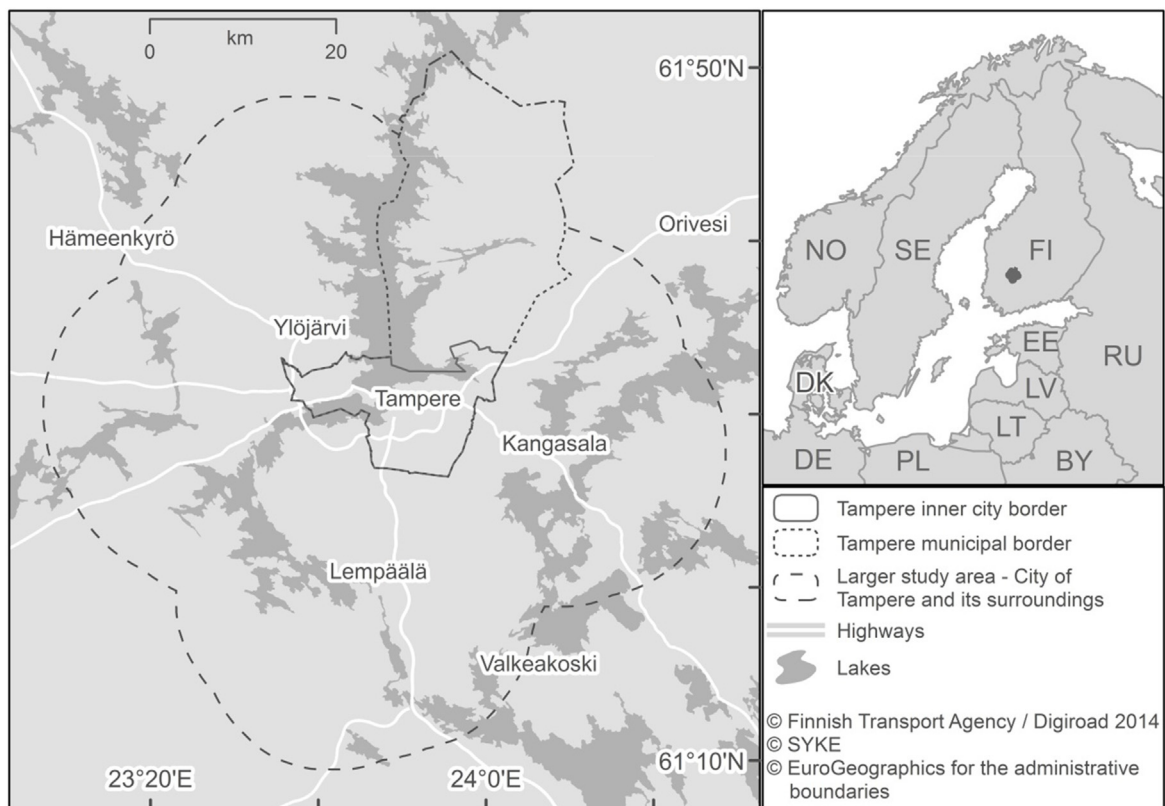 km
0 20
61°50'N
Orivesi
Hämeenkyrö
Ylöjärvi
Tampere
Kangasala
Lempäälä
Valkeakoski
61°10'N
23°20'E 24°0'E
NO SE FI
EE
RU
DK LV
LT
DE PL BY
Tampere inner city border
Tampere municipal border
Larger study area - City of
Tampere and its surroundings
Highways
Lakes
© Finnish Transport Agency / Digiroad 2014
© SYKE
© EuroGeographics for the administrative
boundaries